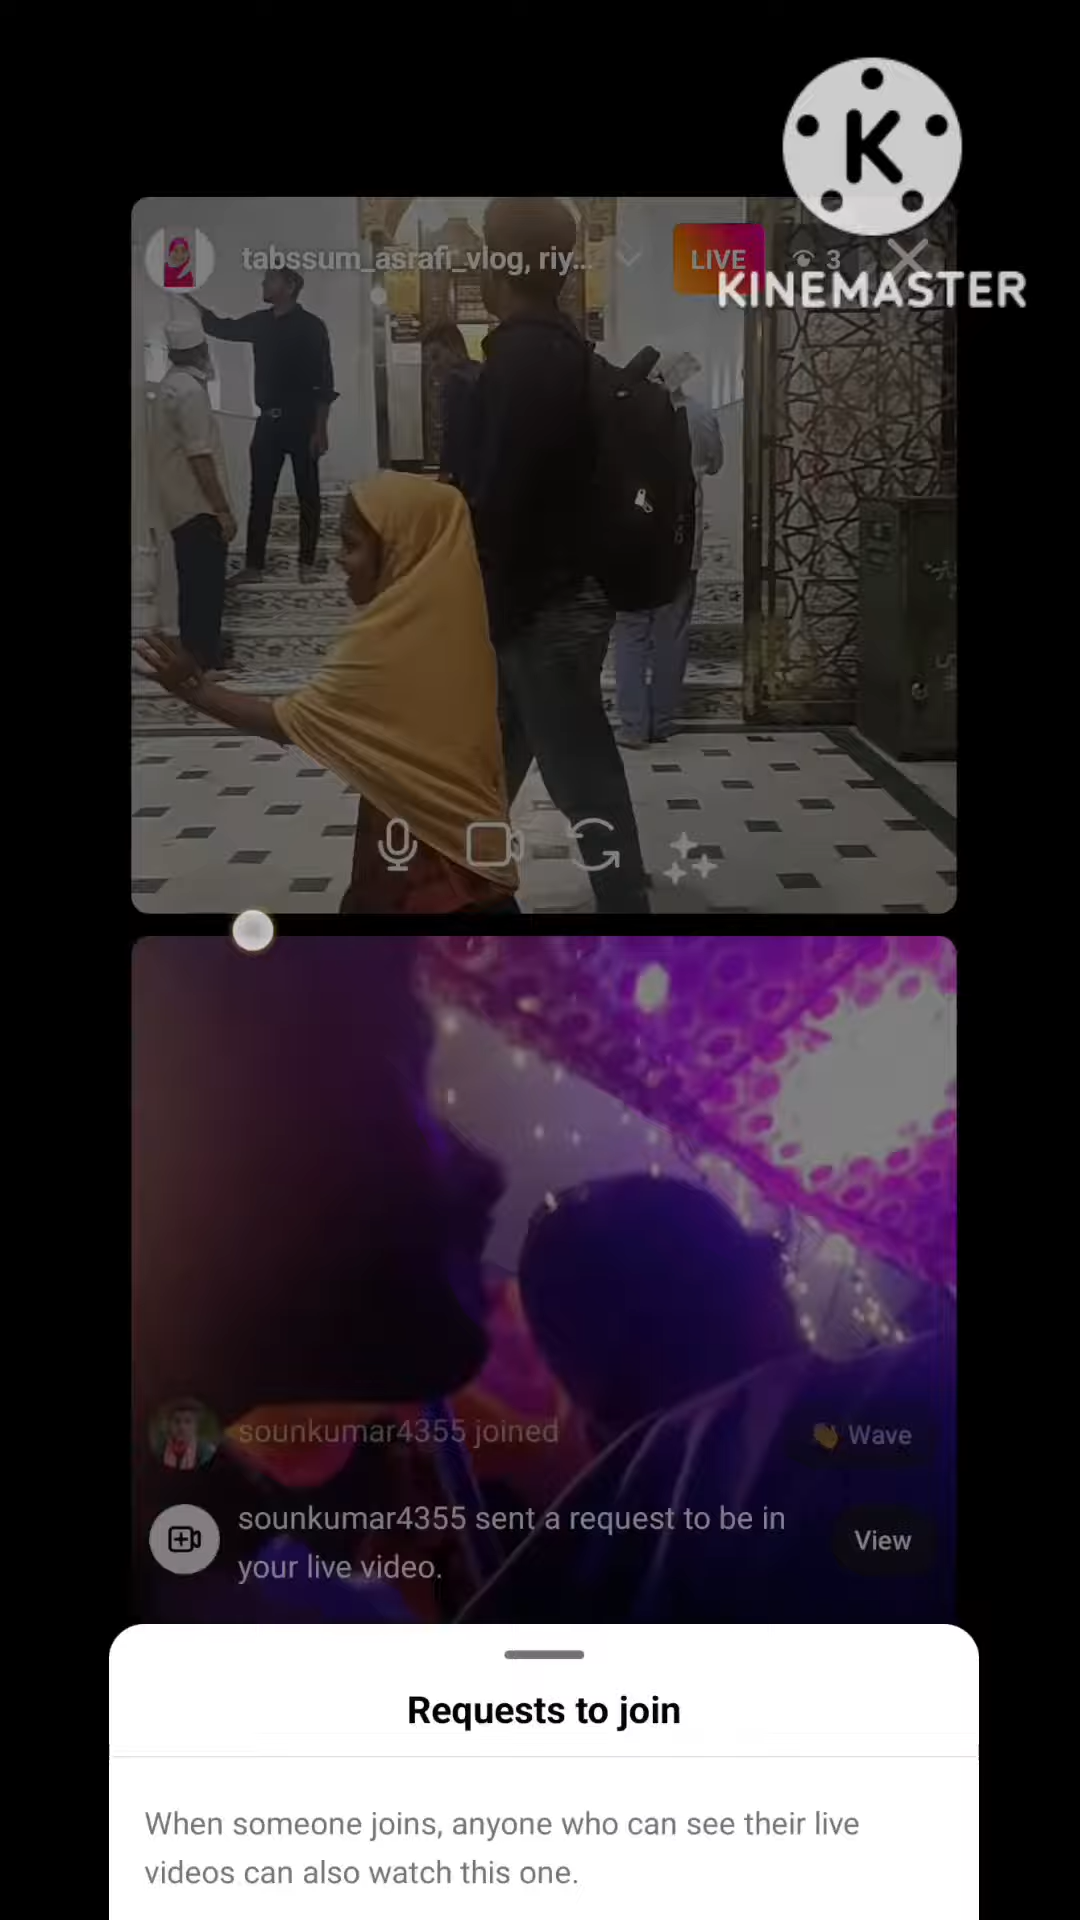 K
KINEMASTER
tabssum_asrafi_vlog, riy...
LIVE
3
sounkumar4355 joined
Wave
sounkumar4355 sent a request to be in
your live video.
View
Requests to join
When someone joins, anyone who can see their live
videos can also watch this one.